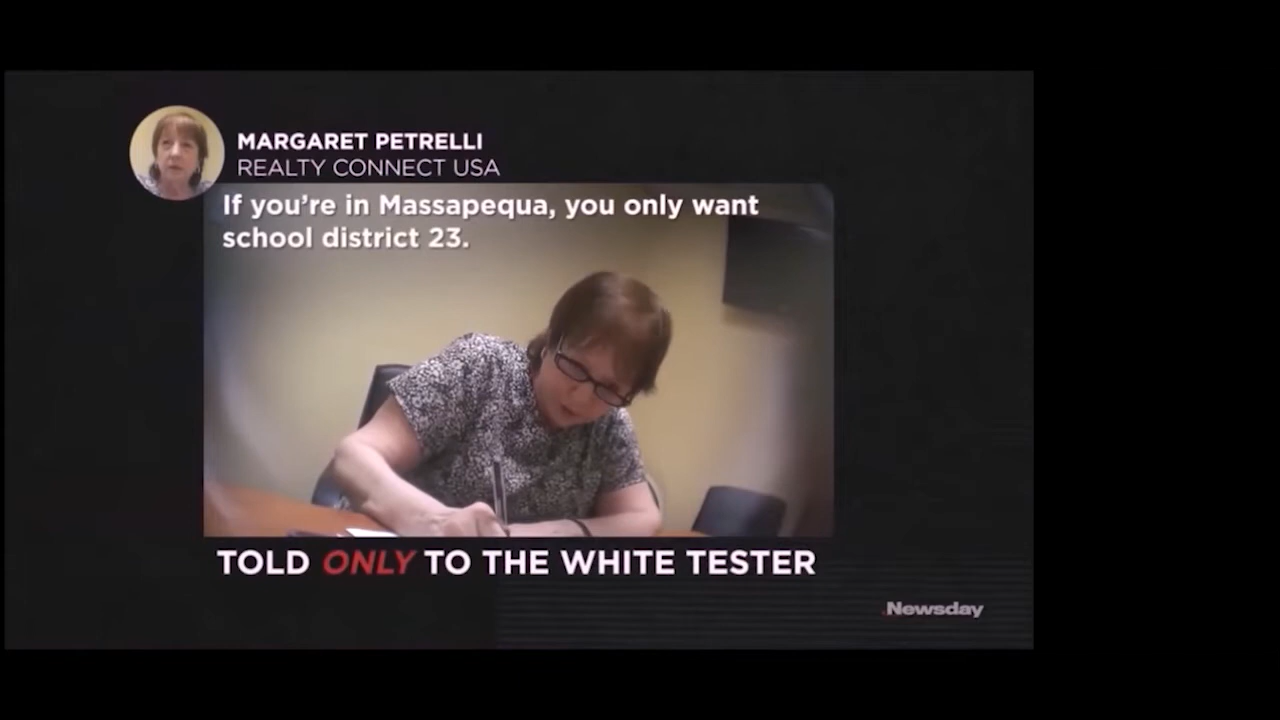 MARGARET PETRELLI
REALTY CONNECT USA
If you're in Massapequa, you only want
school district 23.
TOLD ONLY TO THE WHITE TESTER
Newsday